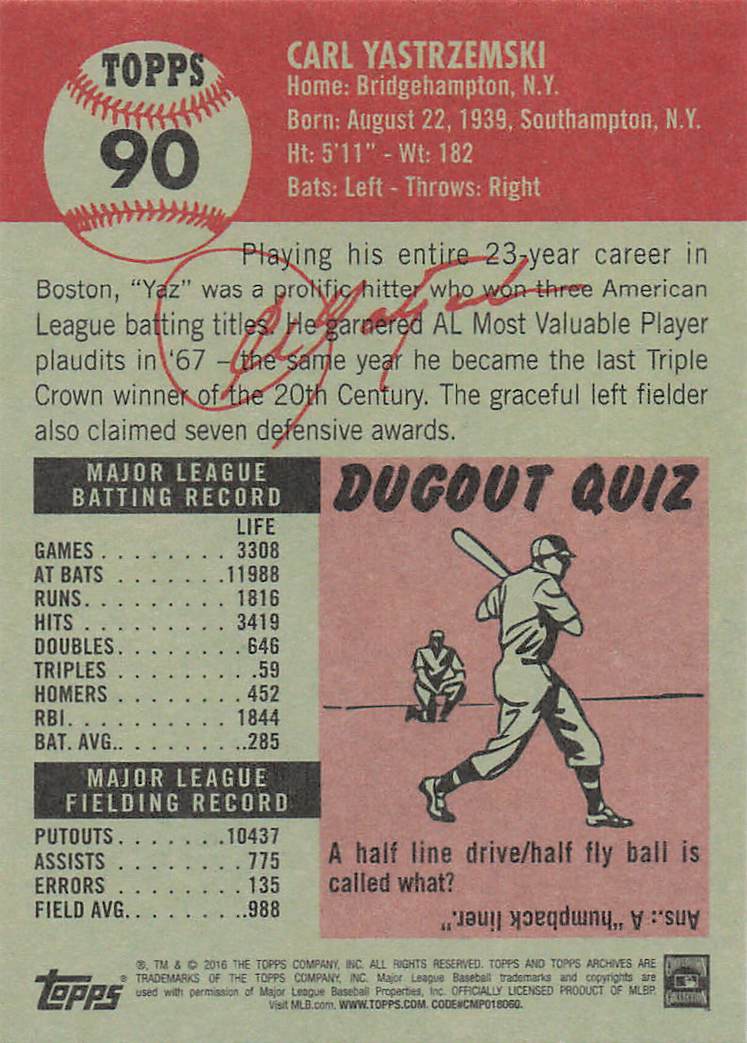 TOPPS
90
CARL YASTRZEMSKI
Home: Bridgehampton, N.Y.
Born: August 22, 1939, Southampton, N.Y.
Ht: 5'11" - Wt: 182
Bats: Left - Throws: Right
Playing his entire 23-year career in
Boston, “Yaz” was a prolific hitter who won three American
League batting titles. He garnered AL Most Valuable Player
plaudits in ‘67 – the same year he became the last Triple
Crown winner of the 20th Century. The graceful left fielder
also claimed seven defensive awards.
MAJOR LEAGUE
BATTING RECORD
LIFE
GAMES . . . . . . . . 3308
AT BATS . . . . . . .11988
RUNS. . . . . . . . . 1816
HITS . . . . . . . . . 3419
DOUBLES. . . . . . . . 646
TRIPLES . . . . . . . . .59
HOMERS . . . . . . . . 452
RBI. . . . . . . . . . 1844
BAT. AVG.. . . . . . . ..285
MAJOR LEAGUE
FIELDING RECORD
PUTOUTS. . . . . . .10437
ASSISTS . . . . . . . . 775
ERRORS . . . . . . . . 135
FIELD AVG.. . . . . . ..988
DUGOUT QUIZ
A half line drive/half fly ball is
called what?
Ans.: A "humpback liner."
topps®
®, TM & © 2016 THE TOPPS COMPANY, INC. ALL RIGHTS RESERVED. TOPPS AND TOPPS ARCHIVES ARE
TRADEMARKS OF THE TOPPS COMPANY, INC. Major League Baseball trademarks and copyrights are
used with permission of Major League Baseball Properties, Inc. OFFICIALLY LICENSED PRODUCT OF MLBP.
Visit MLB.com. WWW.TOPPS.COM. CODE#CMP018060.